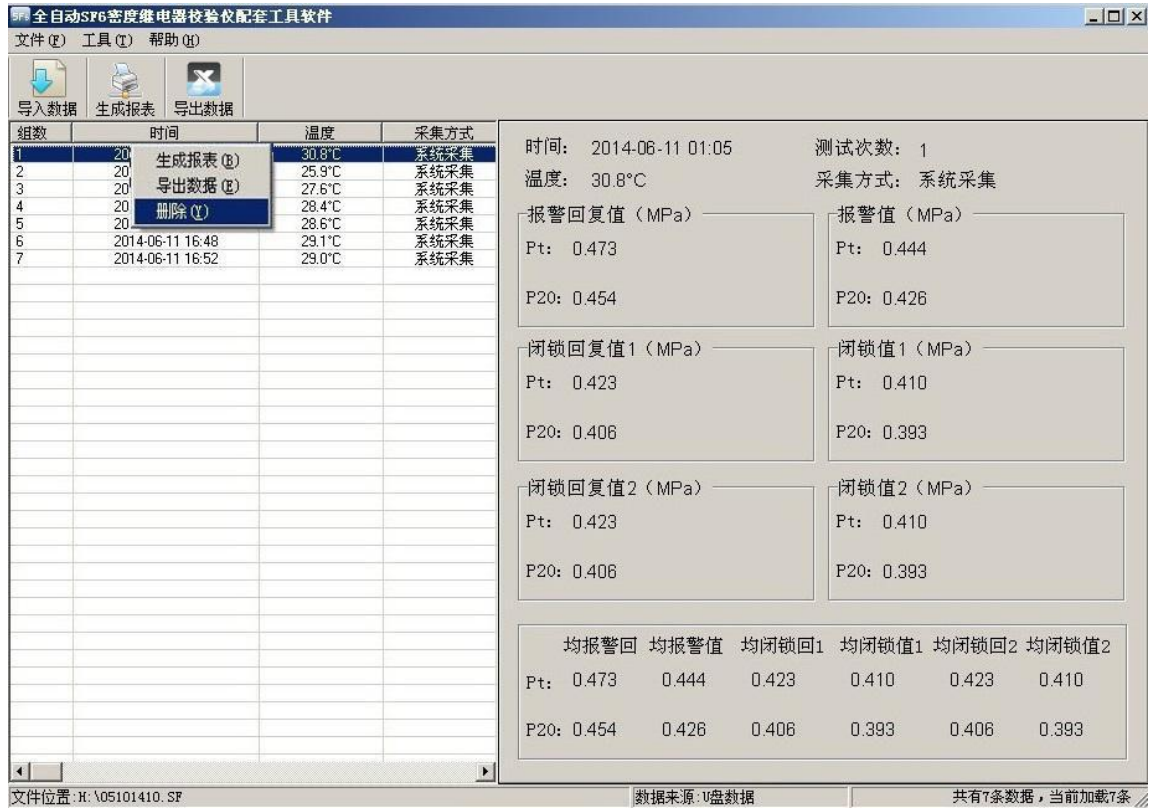 SF6 全自动SF6密度继电器校验仪配套工具软件
文件(F) 工具(T) 帮助(H)
导入数据 生成报表 导出数据
组数 时间 温度 采集方式
1 20 30.8°C 系统采集
2 20 25.9°C 系统采集
3 20 27.6°C 系统采集
4 20 28.4°C 系统采集
5 20 28.6°C 系统采集
6 2014-06-11 16:48 29.1°C 系统采集
7 2014-06-11 16:52 29.0°C 系统采集
生成报表(R)
导出数据(E)
删除(Y)
时间: 2014-06-11 01:05 测试次数: 1
温度: 30.8°C 采集方式: 系统采集
报警回复值(MPa) 报警值(MPa)
Pt: 0.473 Pt: 0.444
P20: 0.454 P20: 0.426
闭锁回复值1(MPa) 闭锁值1(MPa)
Pt: 0.423 Pt: 0.410
P20: 0.406 P20: 0.393
闭锁回复值2(MPa) 闭锁值2(MPa)
Pt: 0.423 Pt: 0.410
P20: 0.406 P20: 0.393
均报警回 均报警值 均闭锁回1 均闭锁值1 均闭锁回2 均闭锁值2
Pt: 0.473 0.444 0.423 0.410 0.423 0.410
P20: 0.454 0.426 0.406 0.393 0.406 0.393
文件位置:H:\05101410.SF 数据来源:U盘数据 共有7条数据,当前加载7条